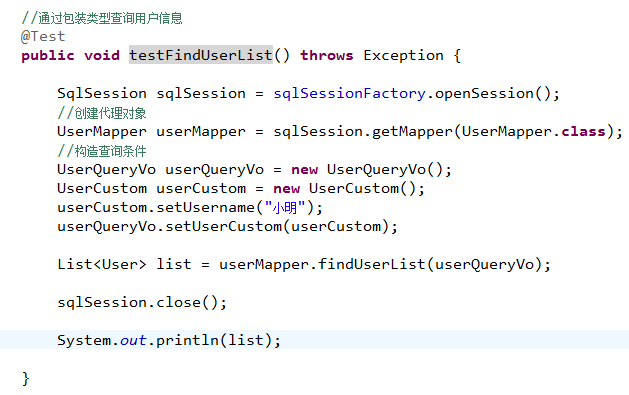 //通过包装类型查询用户信息
@Test
public void testFindUserList() throws Exception {
SqlSession sqlSession = sqlSessionFactory.openSession();
//创建代理对象
UserMapper userMapper = sqlSession.getMapper(UserMapper.class);
//构造查询条件
UserQueryVo userQueryVo = new UserQueryVo();
UserCustom userCustom = new UserCustom();
userCustom.setUsername("小明");
userQueryVo.setUserCustom(userCustom);
List<User> list = userMapper.findUserList(userQueryVo);
sqlSession.close();
System.out.println(list);
}